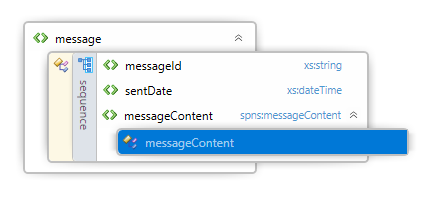 message
sequence
messageId xs:string
sentDate xs:dateTime
messageContent spns:messageContent
messageContent